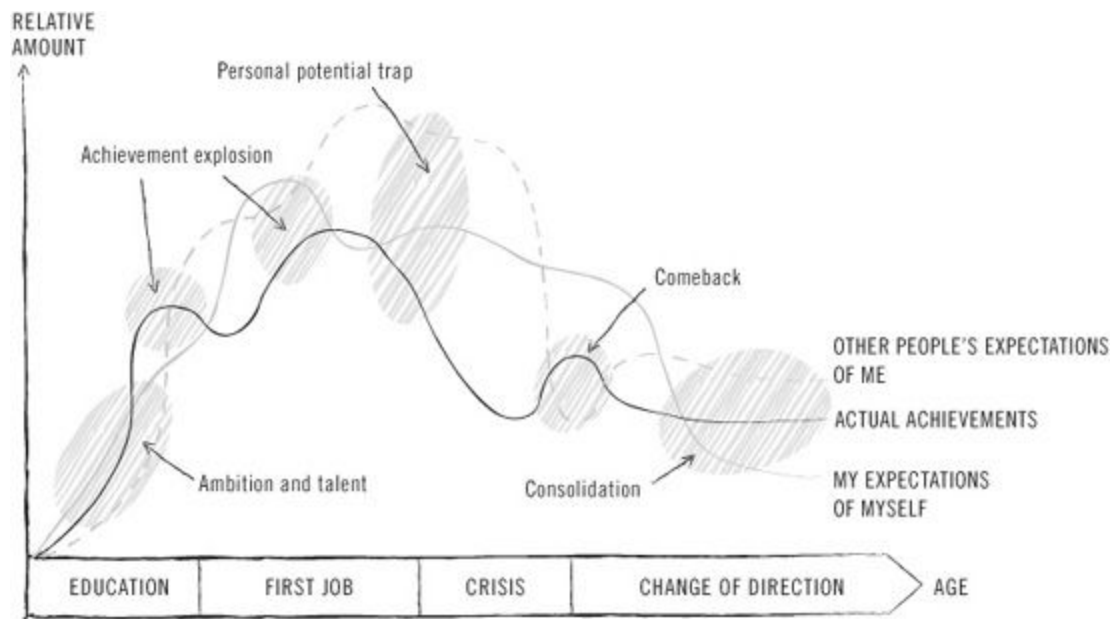 RELATIVE
AMOUNT
Personal potential trap
Achievement explosion
Comeback
OTHER PEOPLE'S EXPECTATIONS
OF ME
ACTUAL ACHIEVEMENTS
Ambition and talent
Consolidation
MY EXPECTATIONS
OF MYSELF
EDUCATION
FIRST JOB
CRISIS
CHANGE OF DIRECTION
AGE